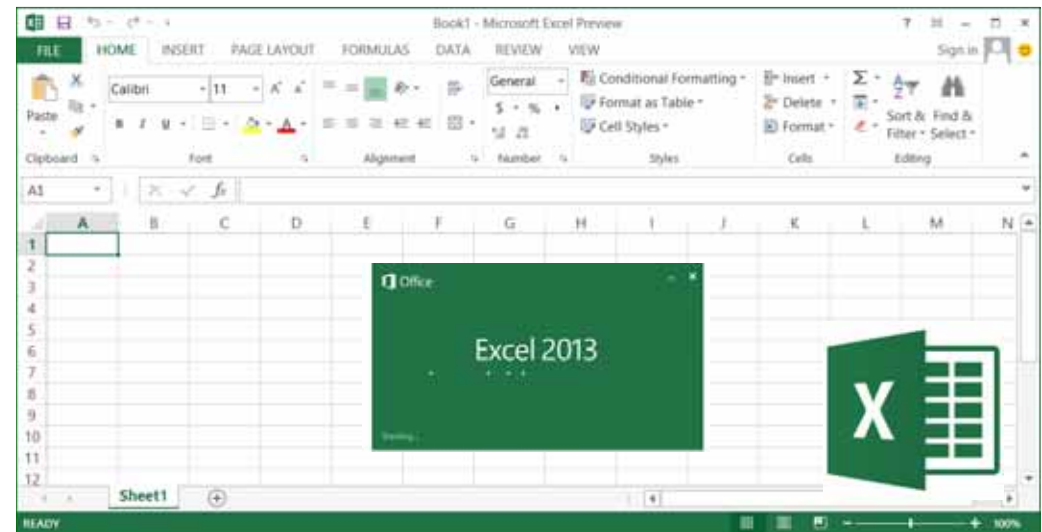 Book1 - Microsoft Excel Preview
FILE HOME INSERT PAGE LAYOUT FORMULAS DATA REVIEW VIEW Sign in
Calibri 11 General Conditional Formatting Insert
Paste Format as Table Delete Sort & Find &
B I U $ % Cell Styles Format Filter Select
Clipboard Font Alignment Number Styles Cells Editing
A1 fx
A B C D E F G H I J K L M N
1
2
3
4
5
6
7
8
9
10
11
12
Office
Excel 2013
Starting...
X
Sheet1
READY 100%